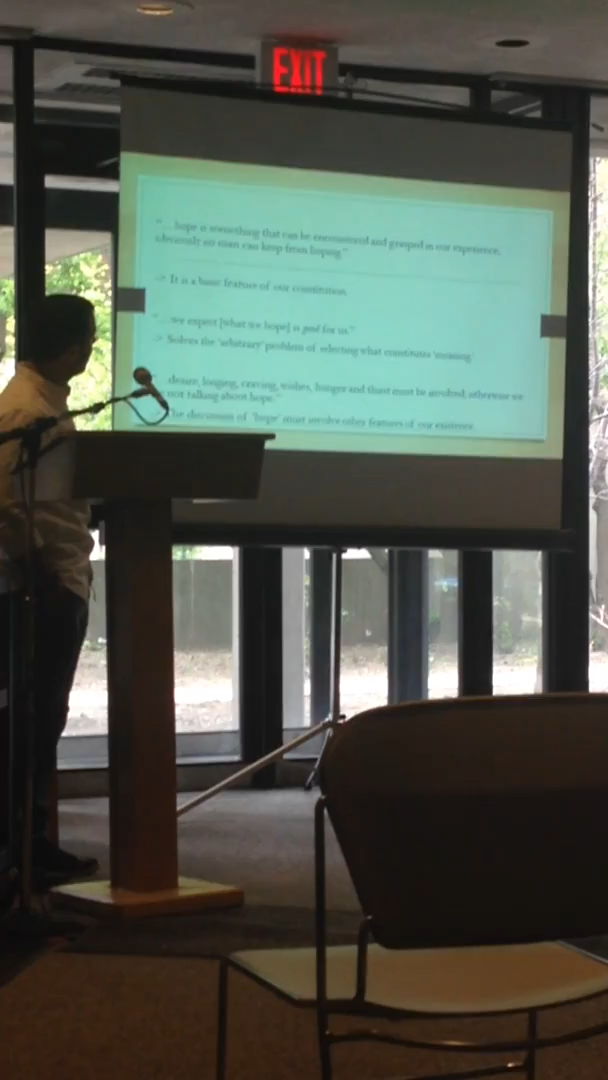 EXIT
"... hope is something that can be encountered and grasped in our experience,
obviously no man can keep from hoping."
-> It is a basic feature of our constitution.
"...we expect [what we hope] is good for us."
-> Solves the 'arbitrary' problem of selecting what constitutes 'meaning.'
desire, longing, craving, wishes, hunger and thirst must be involved; otherwise we
not talking about hope."
The discussion of 'hope' must involve other features of our existence.